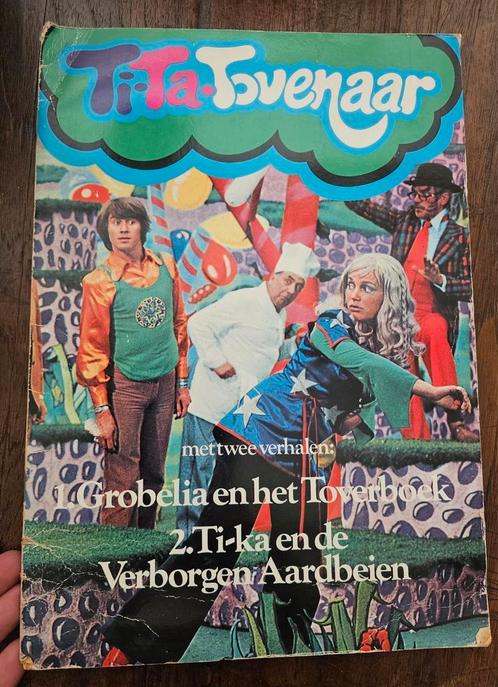 Ti-Ta-Tovenaar
met twee verhalen:
1. Grobelia en het Toverboek
2. Ti-ka en de
Verborgen Aardbeien